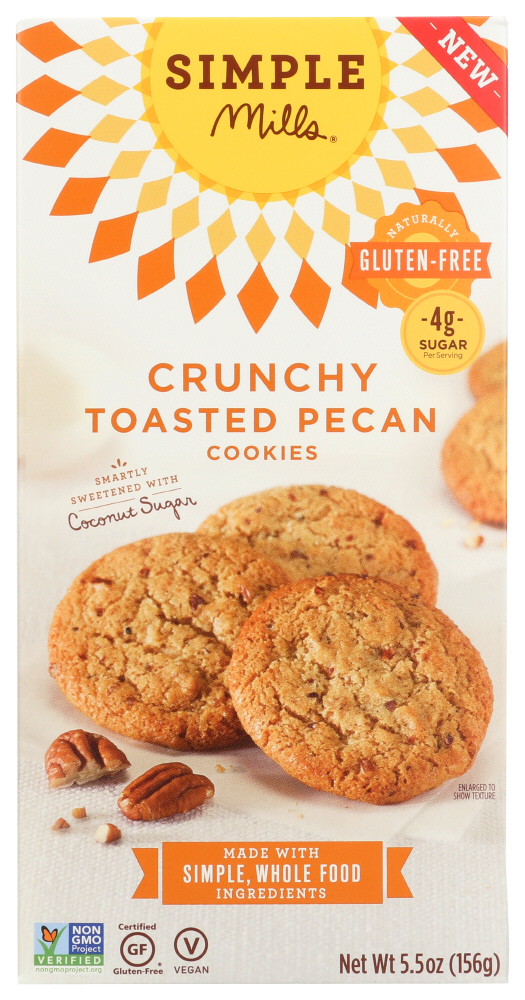 SIMPLE
Mills®
NEW
NATURALLY
GLUTEN-FREE
-4g-
SUGAR
Per Serving
CRUNCHY
TOASTED PECAN
COOKIES
SMARTLY
SWEETENED WITH
Coconut Sugar
ENLARGED TO
SHOW TEXTURE
MADE WITH
SIMPLE, WHOLE FOOD
INGREDIENTS
NON
GMO
Project
VERIFIED
nongmoproject.org
Certified
GF
Gluten-Free
V
VEGAN
Net Wt 5.5oz (156g)